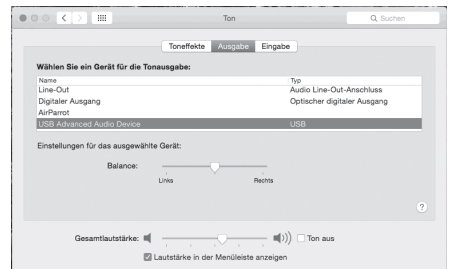 Ton
Suchen
Toneffekte Ausgabe Eingabe
Wählen Sie ein Gerät für die Tonausgabe:
Name Typ
Line-Out Audio Line-Out-Anschluss
Digitaler Ausgang Optischer digitaler Ausgang
AirParrot
USB Advanced Audio Device USB
Einstellungen für das ausgewählte Gerät:
Balance:
Links Rechts
?
Gesamtlautstärke: Ton aus
Lautstärke in der Menüleiste anzeigen